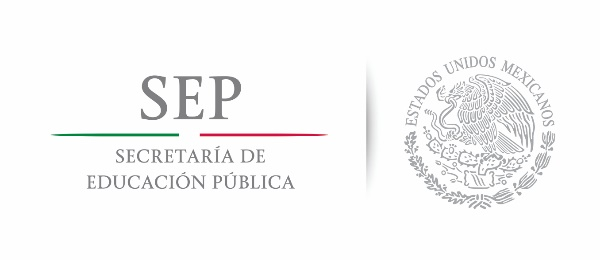 SEP
SECRETARÍA DE
EDUCACIÓN PÚBLICA
ESTADOS UNIDOS MEXICANOS